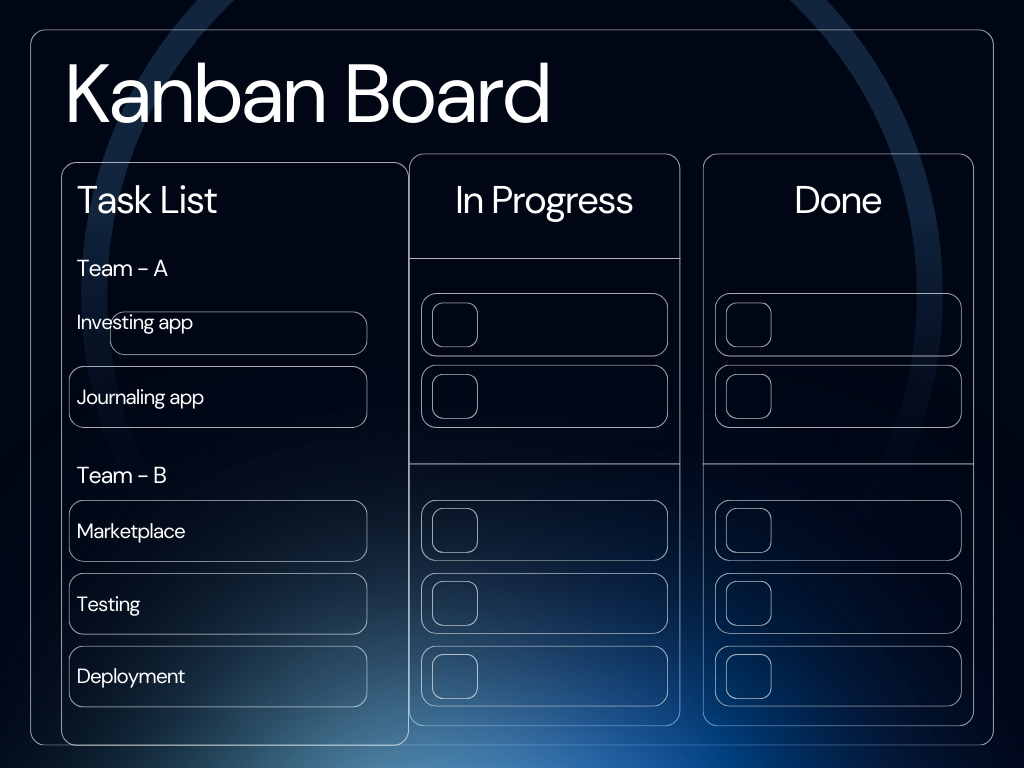 Kanban Board
Task List
In Progress
Done
Team - A
Investing app
Journaling app
Team - B
Marketplace
Testing
Deployment